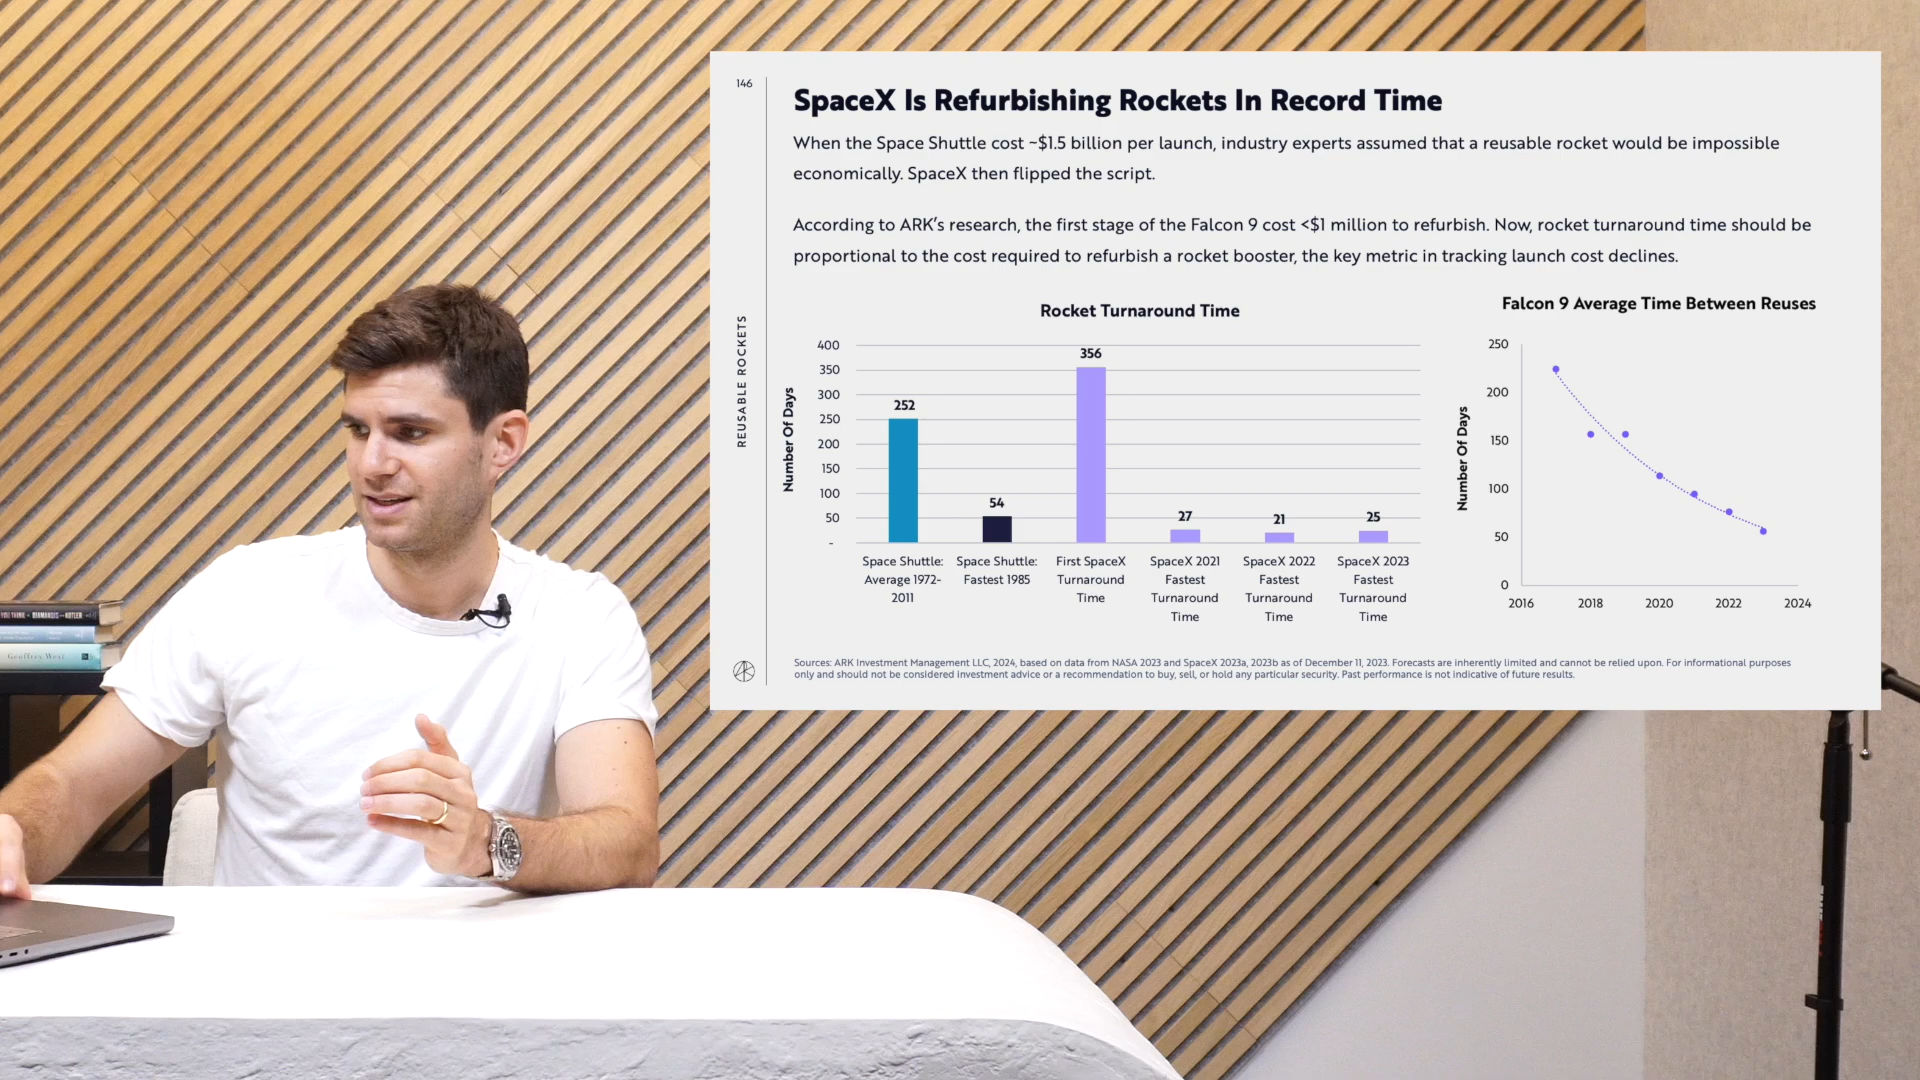 146
SpaceX Is Refurbishing Rockets In Record Time
When the Space Shuttle cost ~$1.5 billion per launch, industry experts assumed that a reusable rocket would be impossible
economically. SpaceX then flipped the script.
According to ARK's research, the first stage of the Falcon 9 cost <$1 million to refurbish. Now, rocket turnaround time should be
proportional to the cost required to refurbish a rocket booster, the key metric in tracking launch cost declines.
REUSABLE ROCKETS
Rocket Turnaround Time
Number Of Days
400
350
300
250
200
150
100
50
-
252
54
356
27
21
25
Space Shuttle:
Average 1972-
2011
Space Shuttle:
Fastest 1985
First SpaceX
Turnaround
Time
SpaceX 2021
Fastest
Turnaround
Time
SpaceX 2022
Fastest
Turnaround
Time
SpaceX 2023
Fastest
Turnaround
Time
Falcon 9 Average Time Between Reuses
Number Of Days
250
200
150
100
50
0
2016
2018
2020
2022
2024
Sources: ARK Investment Management LLC, 2024, based on data from NASA 2023 and SpaceX 2023a, 2023b as of December 11, 2023. Forecasts are inherently limited and cannot be relied upon. For informational purposes
only and should not be considered investment advice or a recommendation to buy, sell, or hold any particular security. Past performance is not indicative of future results.
YOU THINK DIAMANDIS KOTLER
Geoffrey West